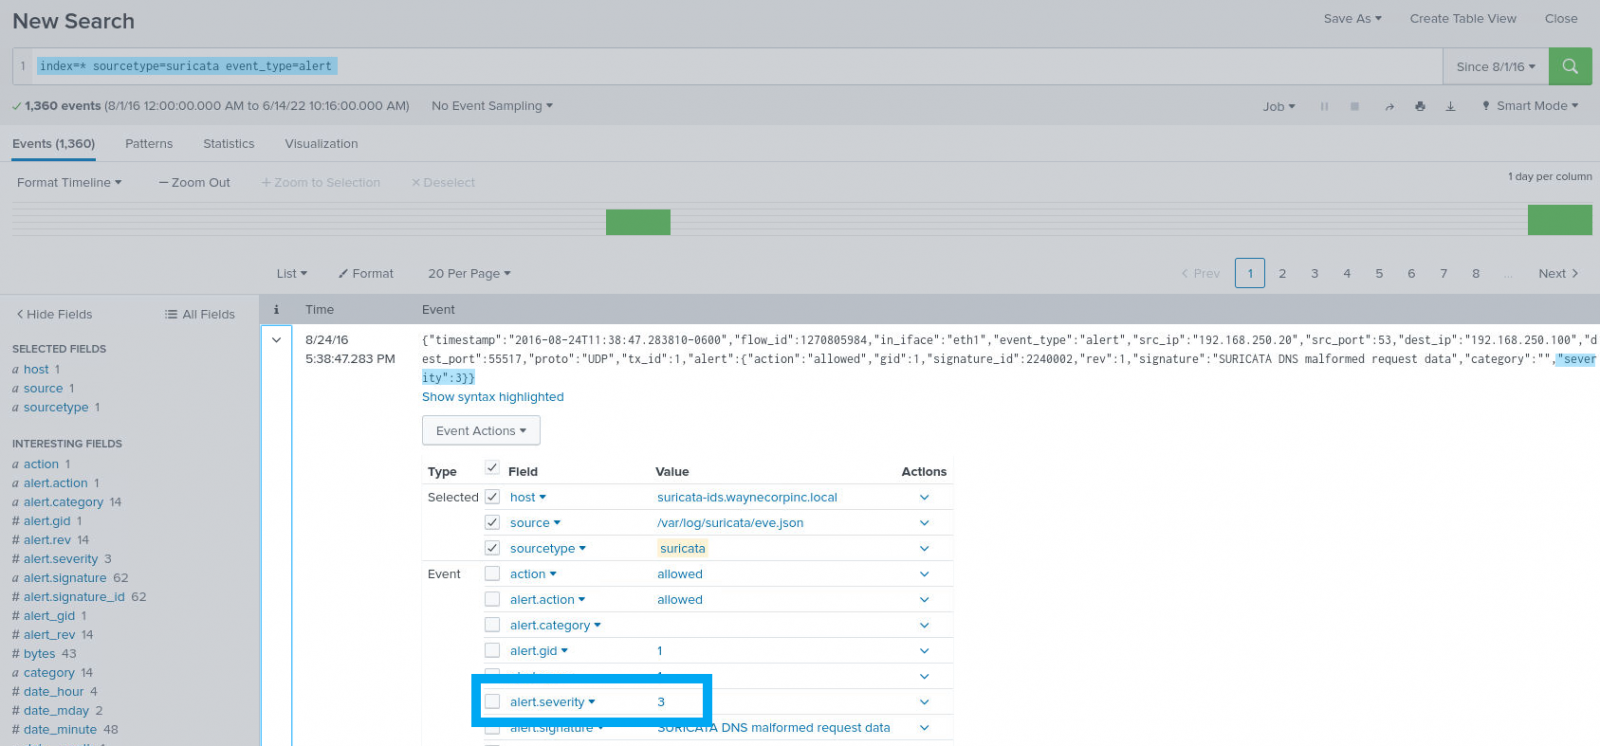 New Search
Save As Create Table View Close
1 index=* sourcetype=suricata event_type=alert Since 8/1/16
1,360 events (8/1/16 12:00:00.000 AM to 6/14/22 10:16:00.000 AM) No Event Sampling Job Smart Mode
Events (1,360) Patterns Statistics Visualization
Format Timeline — Zoom Out + Zoom to Selection × Deselect 1 day per column
List Format 20 Per Page < Prev 1 2 3 4 5 6 7 8 ... Next >
< Hide Fields All Fields
i Time Event
SELECTED FIELDS
a host 1
a source 1
a sourcetype 1
INTERESTING FIELDS
a action 1
a alert.action 1
a alert.category 14
# alert.gid 1
# alert.rev 14
# alert.severity 3
a alert.signature 62
# alert.signature_id 62
# alert_gid 1
# alert_rev 14
# bytes 43
a category 14
# date_hour 4
# date_mday 2
# date_minute 48
8/24/16
5:38:47.283 PM
{"timestamp":"2016-08-24T11:38:47.283810-0600","flow_id":1270805984,"in_iface":"eth1","event_type":"alert","src_ip":"192.168.250.20","src_port":53,"dest_ip":"192.168.250.100","d
est_port":55517,"proto":"UDP","tx_id":1,"alert":{"action":"allowed","gid":1,"signature_id":2240002,"rev":1,"signature":"SURICATA DNS malformed request data","category":"","sever
ity":3}}
Show syntax highlighted
Event Actions
Type Field Value Actions
Selected host suricata-ids.waynecorpinc.local
source /var/log/suricata/eve.json
sourcetype suricata
Event action allowed
alert.action allowed
alert.category
alert.gid 1
alert.severity 3
alert.signature SURICATA DNS malformed request data